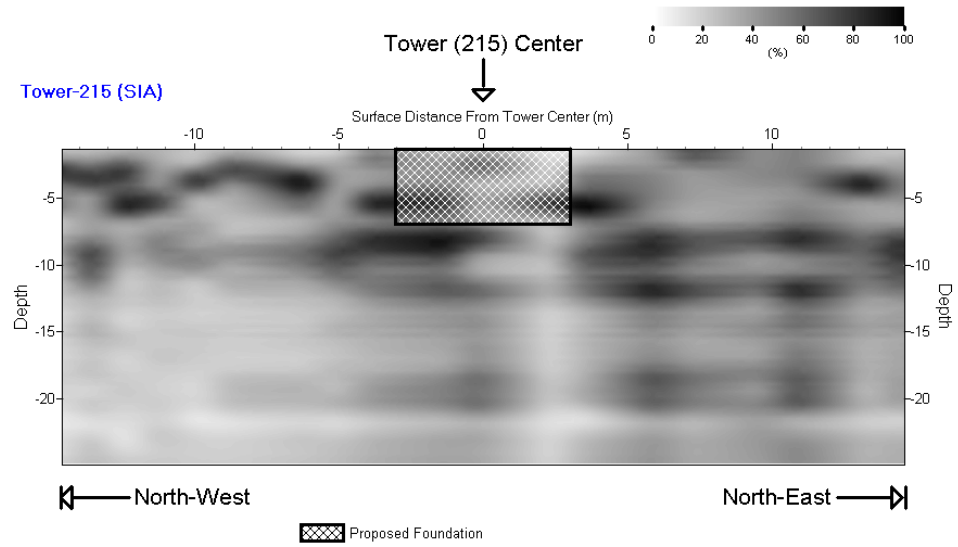 0 20 40 60 80 100
(%)
Tower (215) Center
Tower-215 (SIA)
Surface Distance From Tower Center (m)
-10 -5 0 5 10
-5 -5
-10 -10
Depth Depth
-15 -15
-20 -20
North-West North-East
Proposed Foundation